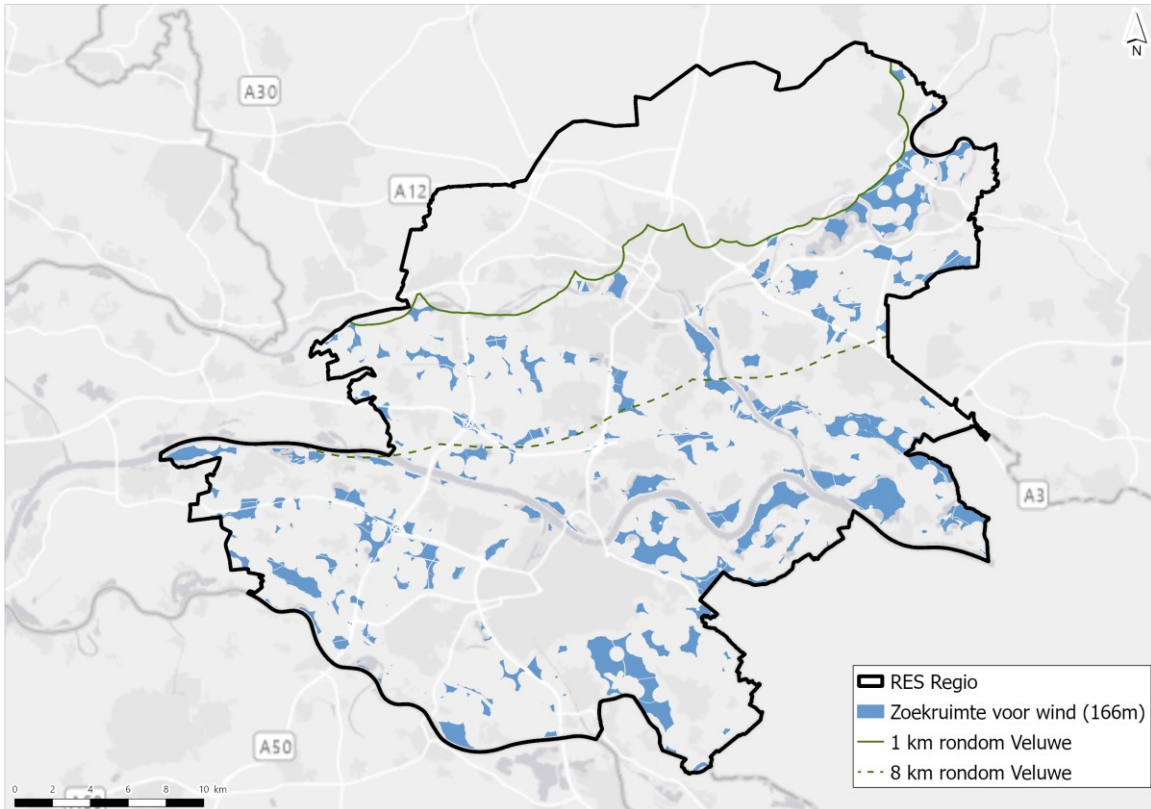 N
A30
A12
A3
A50
RES Regio
Zoekruimte voor wind (166m)
1 km rondom Veluwe
8 km rondom Veluwe
0 2 4 6 8 10 km